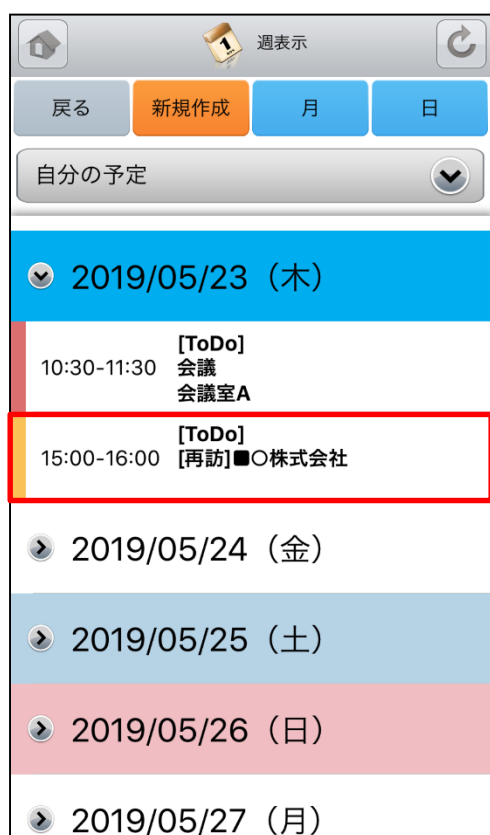 週表示
戻る 新規作成 月 日
自分の予定
2019/05/23（木）
[ToDo]
10:30-11:30 会議
会議室A
[ToDo]
15:00-16:00 [再訪]■○株式会社
2019/05/24（金）
2019/05/25（土）
2019/05/26（日）
2019/05/27（月）